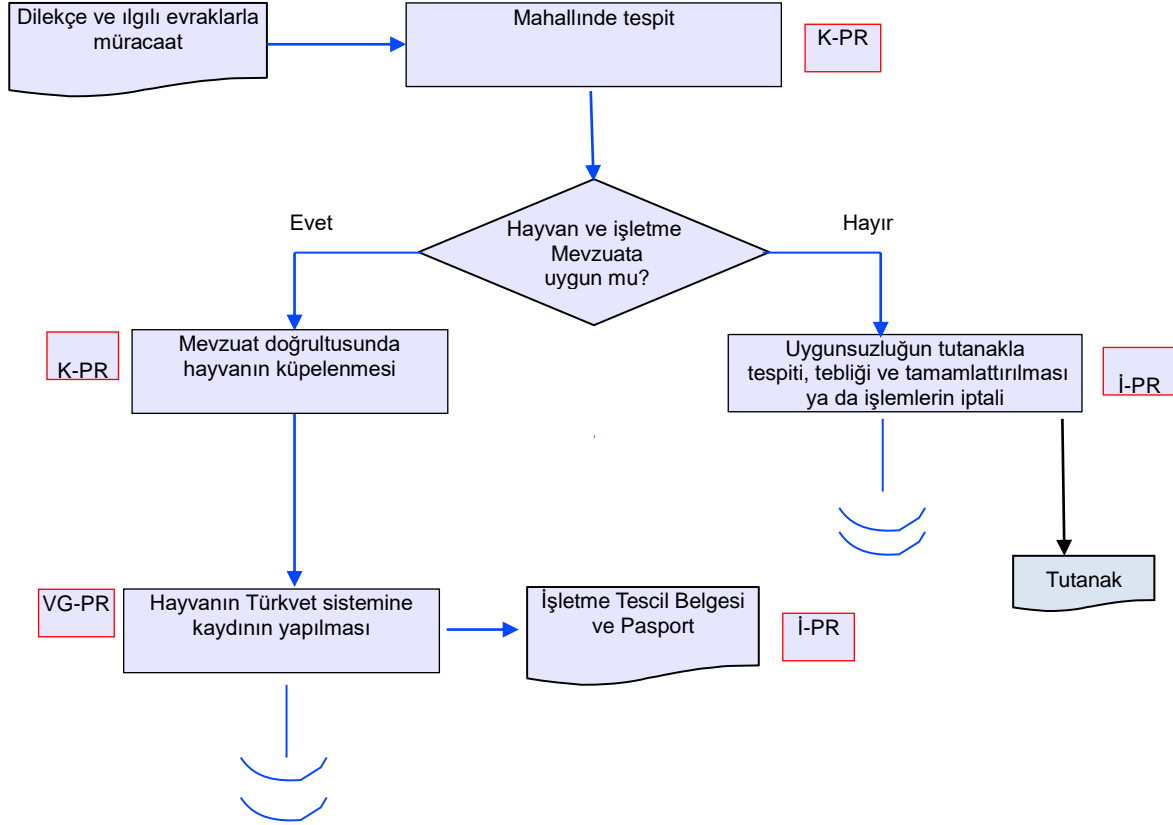 Dilekçe ve ılgılı evraklarla
müracaat
Mahallınde tespit
K-PR
Evet
Hayvan ve işletme
Mevzuata
uygun mu?
Hayır
K-PR
Mevzuat doğrultusunda
hayvanın küpelenmesi
Uygunsuzluğun tutanakla
tespiti, tebliği ve tamamlattırılması
ya da işlemlerin iptali
İ-PR
VG-PR
Hayvanın Türkvet sistemine
kaydının yapılması
İşletme Tescil Belgesi
ve Pasport
İ-PR
Tutanak